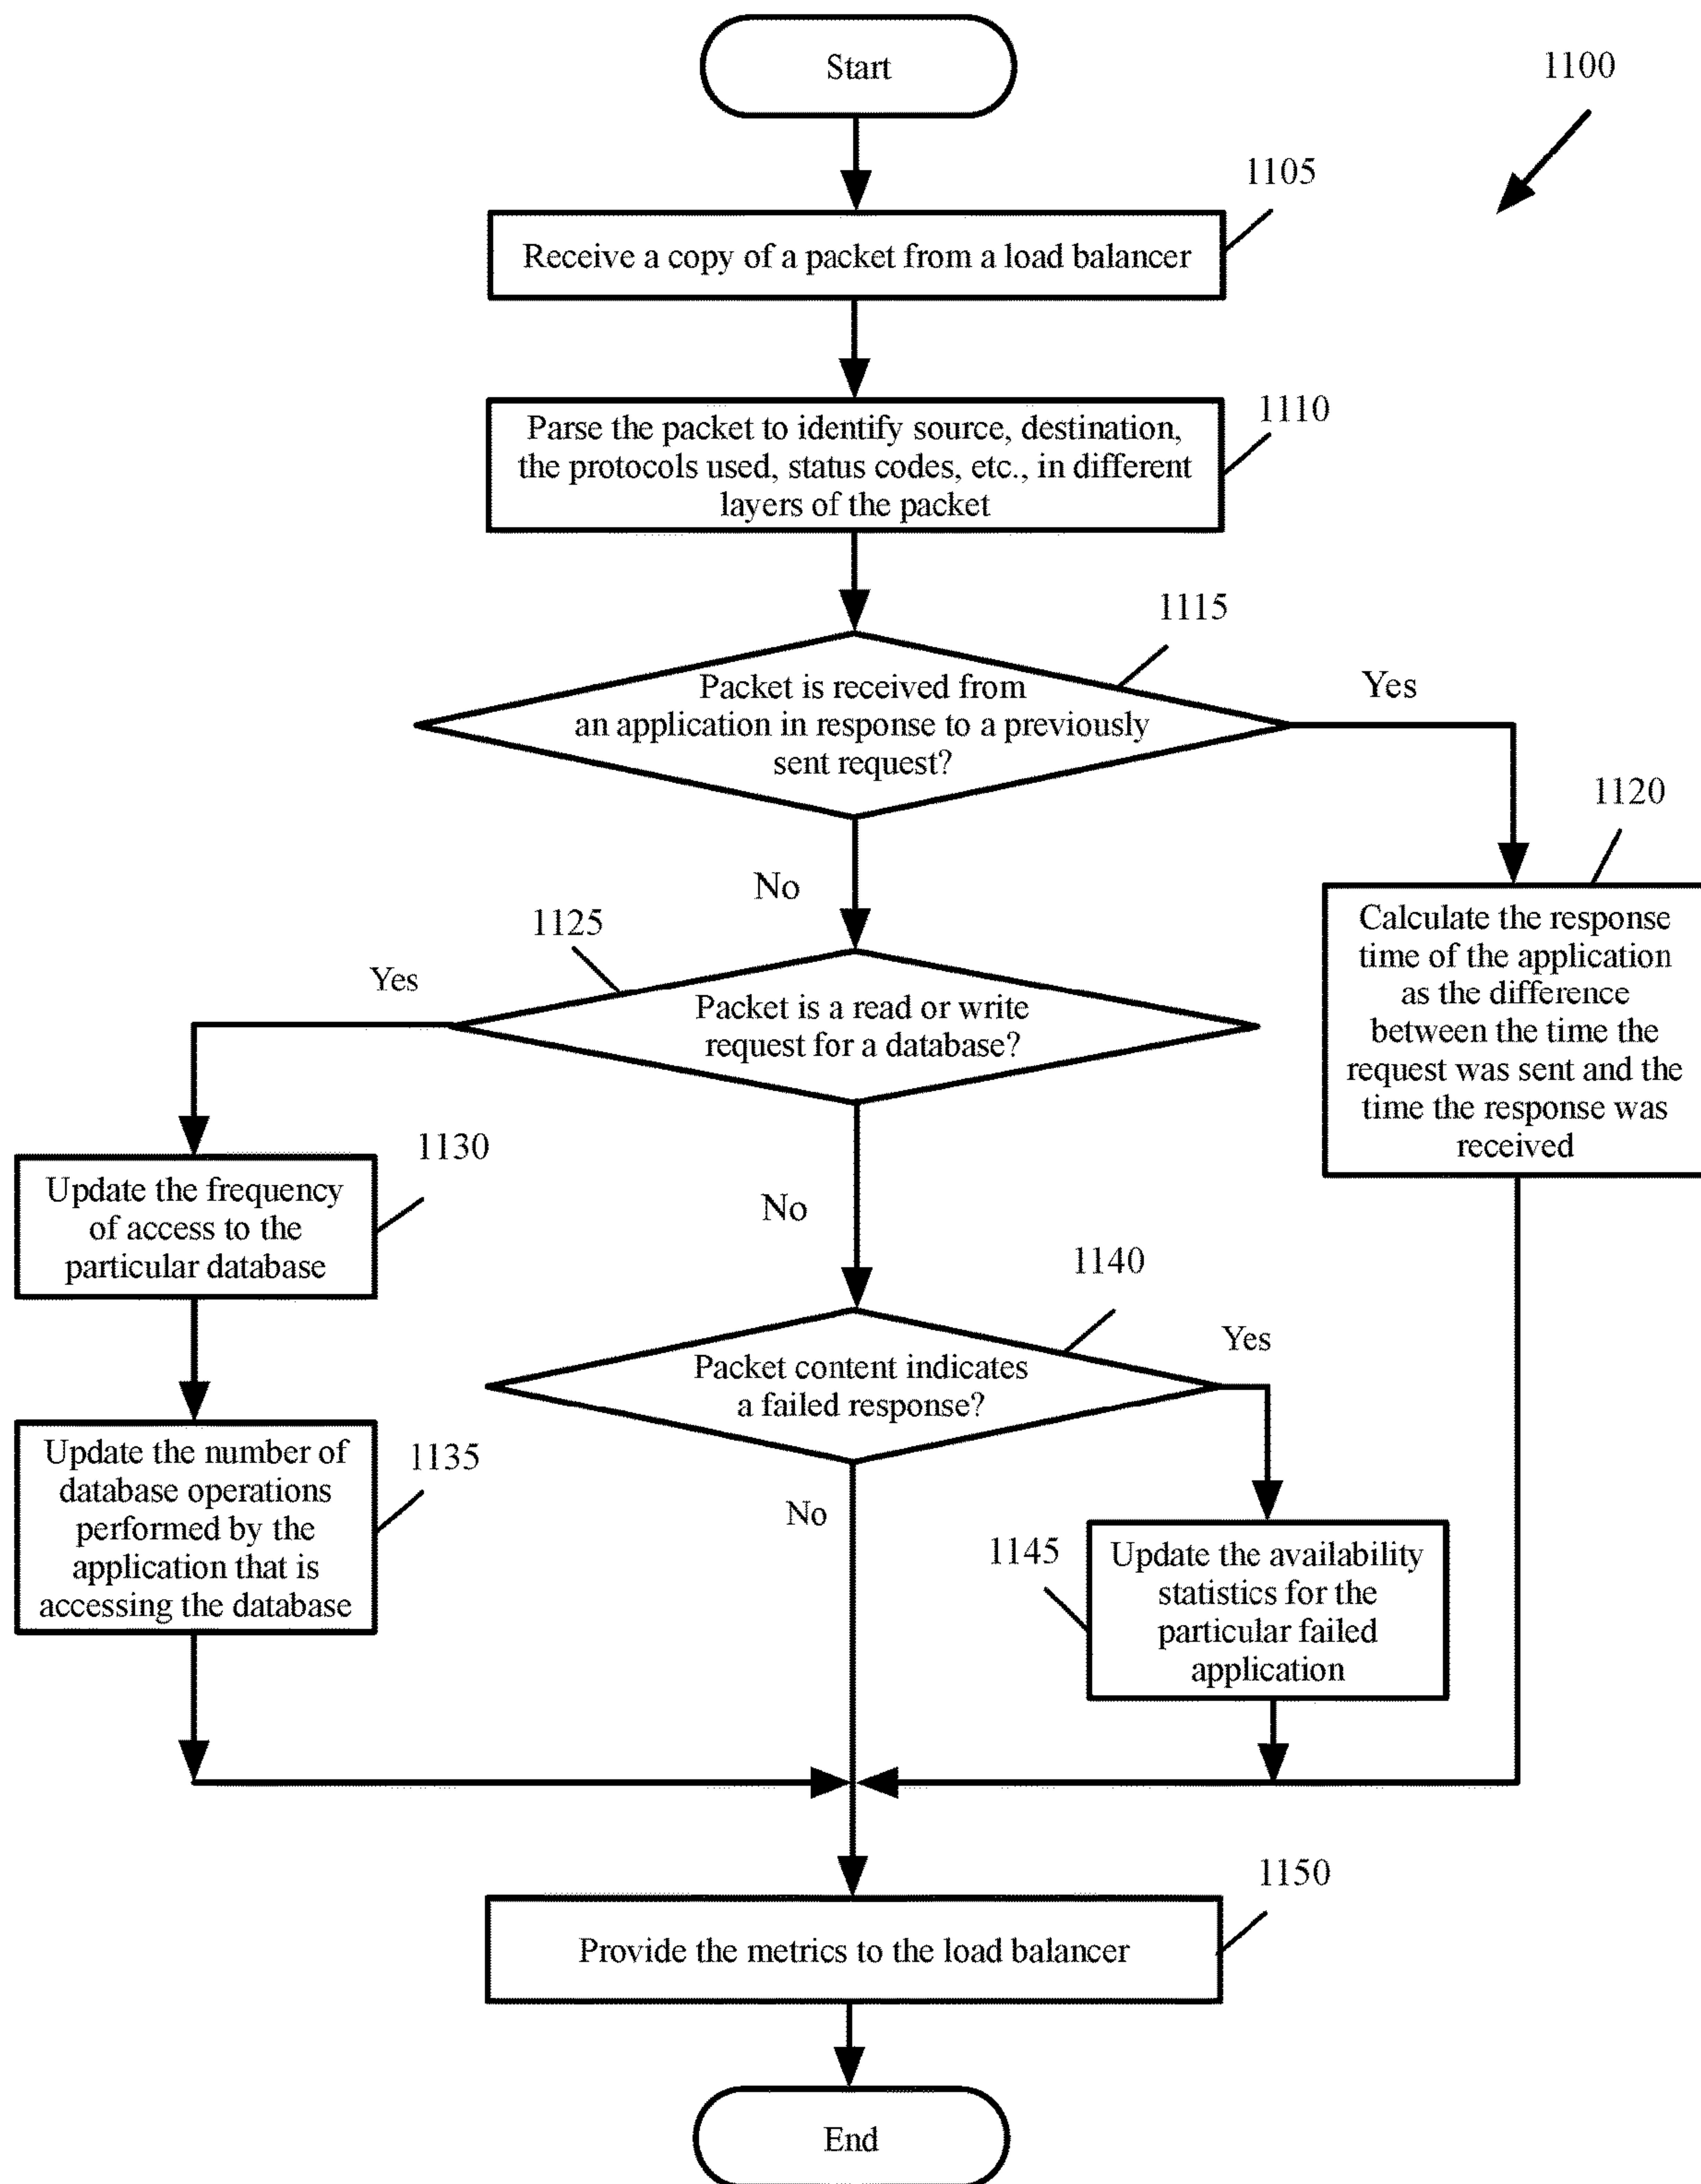 Start
1100
1105
Receive a copy of a packet from a load balancer
1110
Parse the packet to identify source, destination,
the protocols used, status codes, etc., in different
layers of the packet
1115
Packet is received from
an application in response to a previously
sent request?
Yes
1120
Calculate the response
time of the application
as the difference
between the time the
request was sent and the
time the response was
received
No
1125
Yes
Packet is a read or write
request for a database?
1130
Update the frequency
of access to the
particular database
No
1140
Packet content indicates
a failed response?
Yes
1135
Update the number of
database operations
performed by the
application that is
accessing the database
No
1145
Update the availability
statistics for the
particular failed
application
1150
Provide the metrics to the load balancer
End